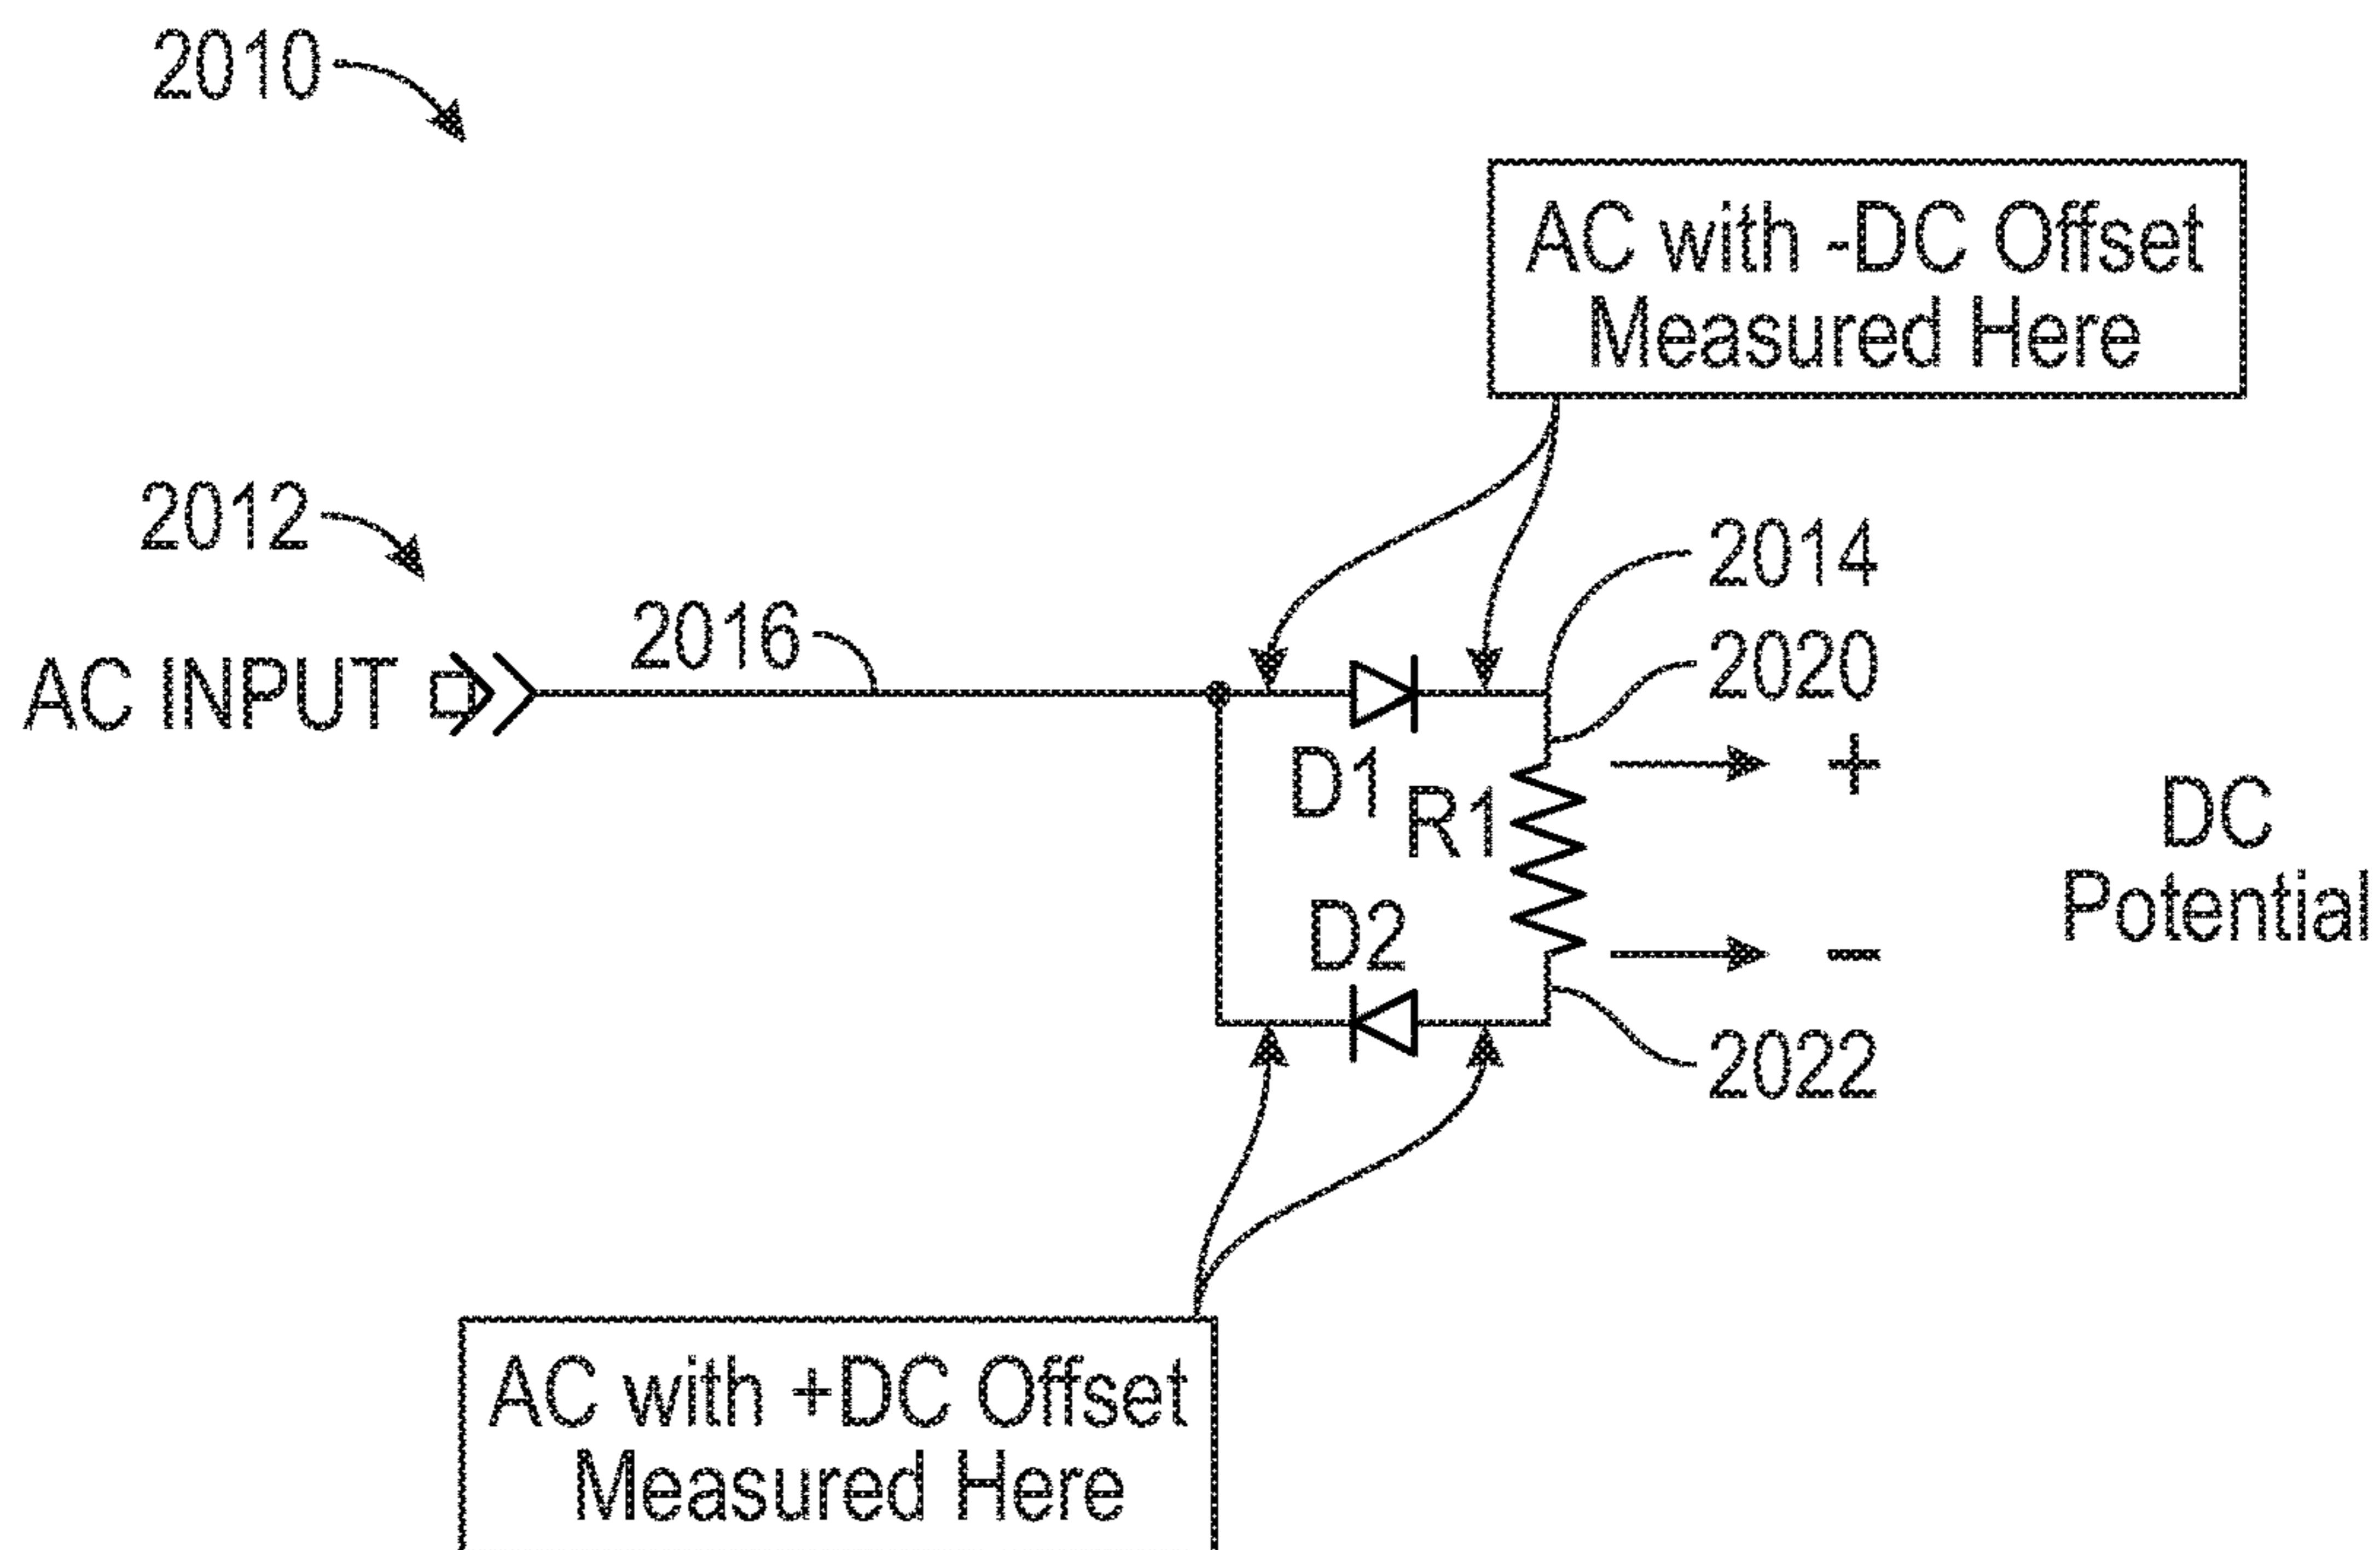 2010
AC with -DC Offset
Measured Here
2012
2014
2016
2020
AC INPUT
+
D1
R1
DC
Potential
D2
−
2022
AC with +DC Offset
Measured Here